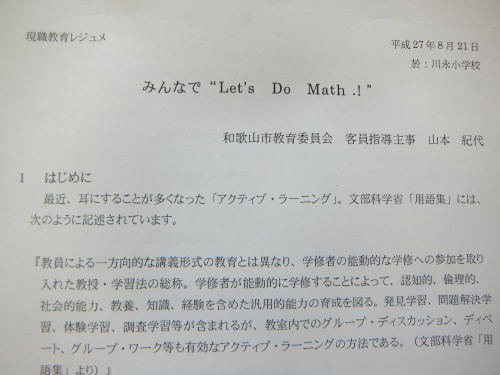 現職教育レジュメ
平成27年8月21日
於：川永小学校
みんなで “Let's Do Math .!”
和歌山市教育委員会 客員指導主事 山本 紀代
Ⅰ はじめに
最近、耳にすることが多くなった「アクティブ・ラーニング」。文部科学省「用語集」には、
次のように記述されています。
『教員による一方向的な講義形式の教育とは異なり、学修者の能動的な学修への参加を取り
入れた教授・学習法の総称。学修者が能動的に学修することによって、認知的、倫理的、
社会的能力、教養、知識、経験を含めた汎用的能力の育成を図る。発見学習、問題解決学
習、体験学習、調査学習等が含まれるが、教室内でのグループ・ディスカッション、ディベ
ート、グループ・ワーク等も有効なアクティブ・ラーニングの方法である。（文部科学省「用
語集」より）』